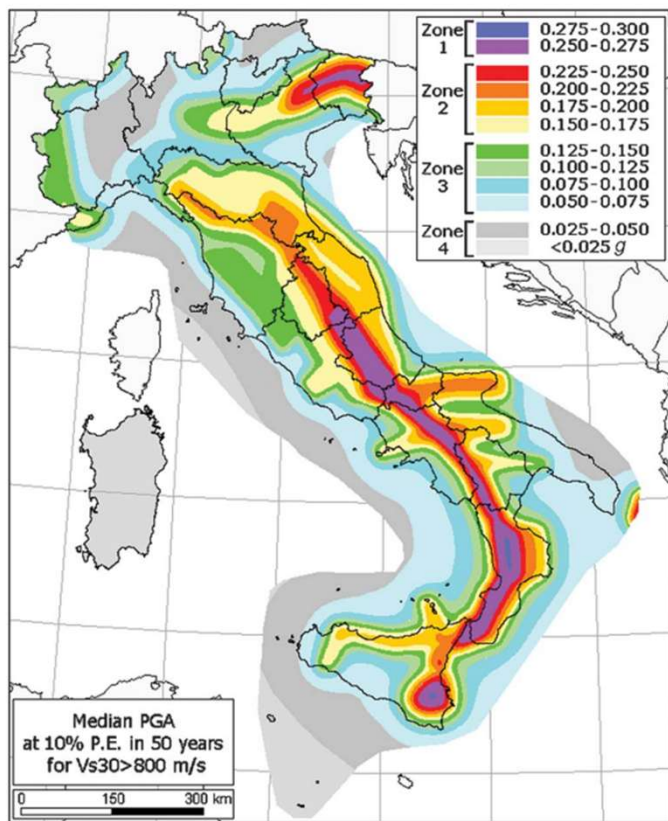 Zone
1
0.275-0.300
0.250-0.275
Zone
2
0.225-0.250
0.200-0.225
0.175-0.200
0.150-0.175
Zone
3
0.125-0.150
0.100-0.125
0.075-0.100
0.050-0.075
Zone
4
0.025-0.050
<0.025 g
Median PGA
at 10% P.E. in 50 years
for Vs30>800 m/s
0 150 300 km